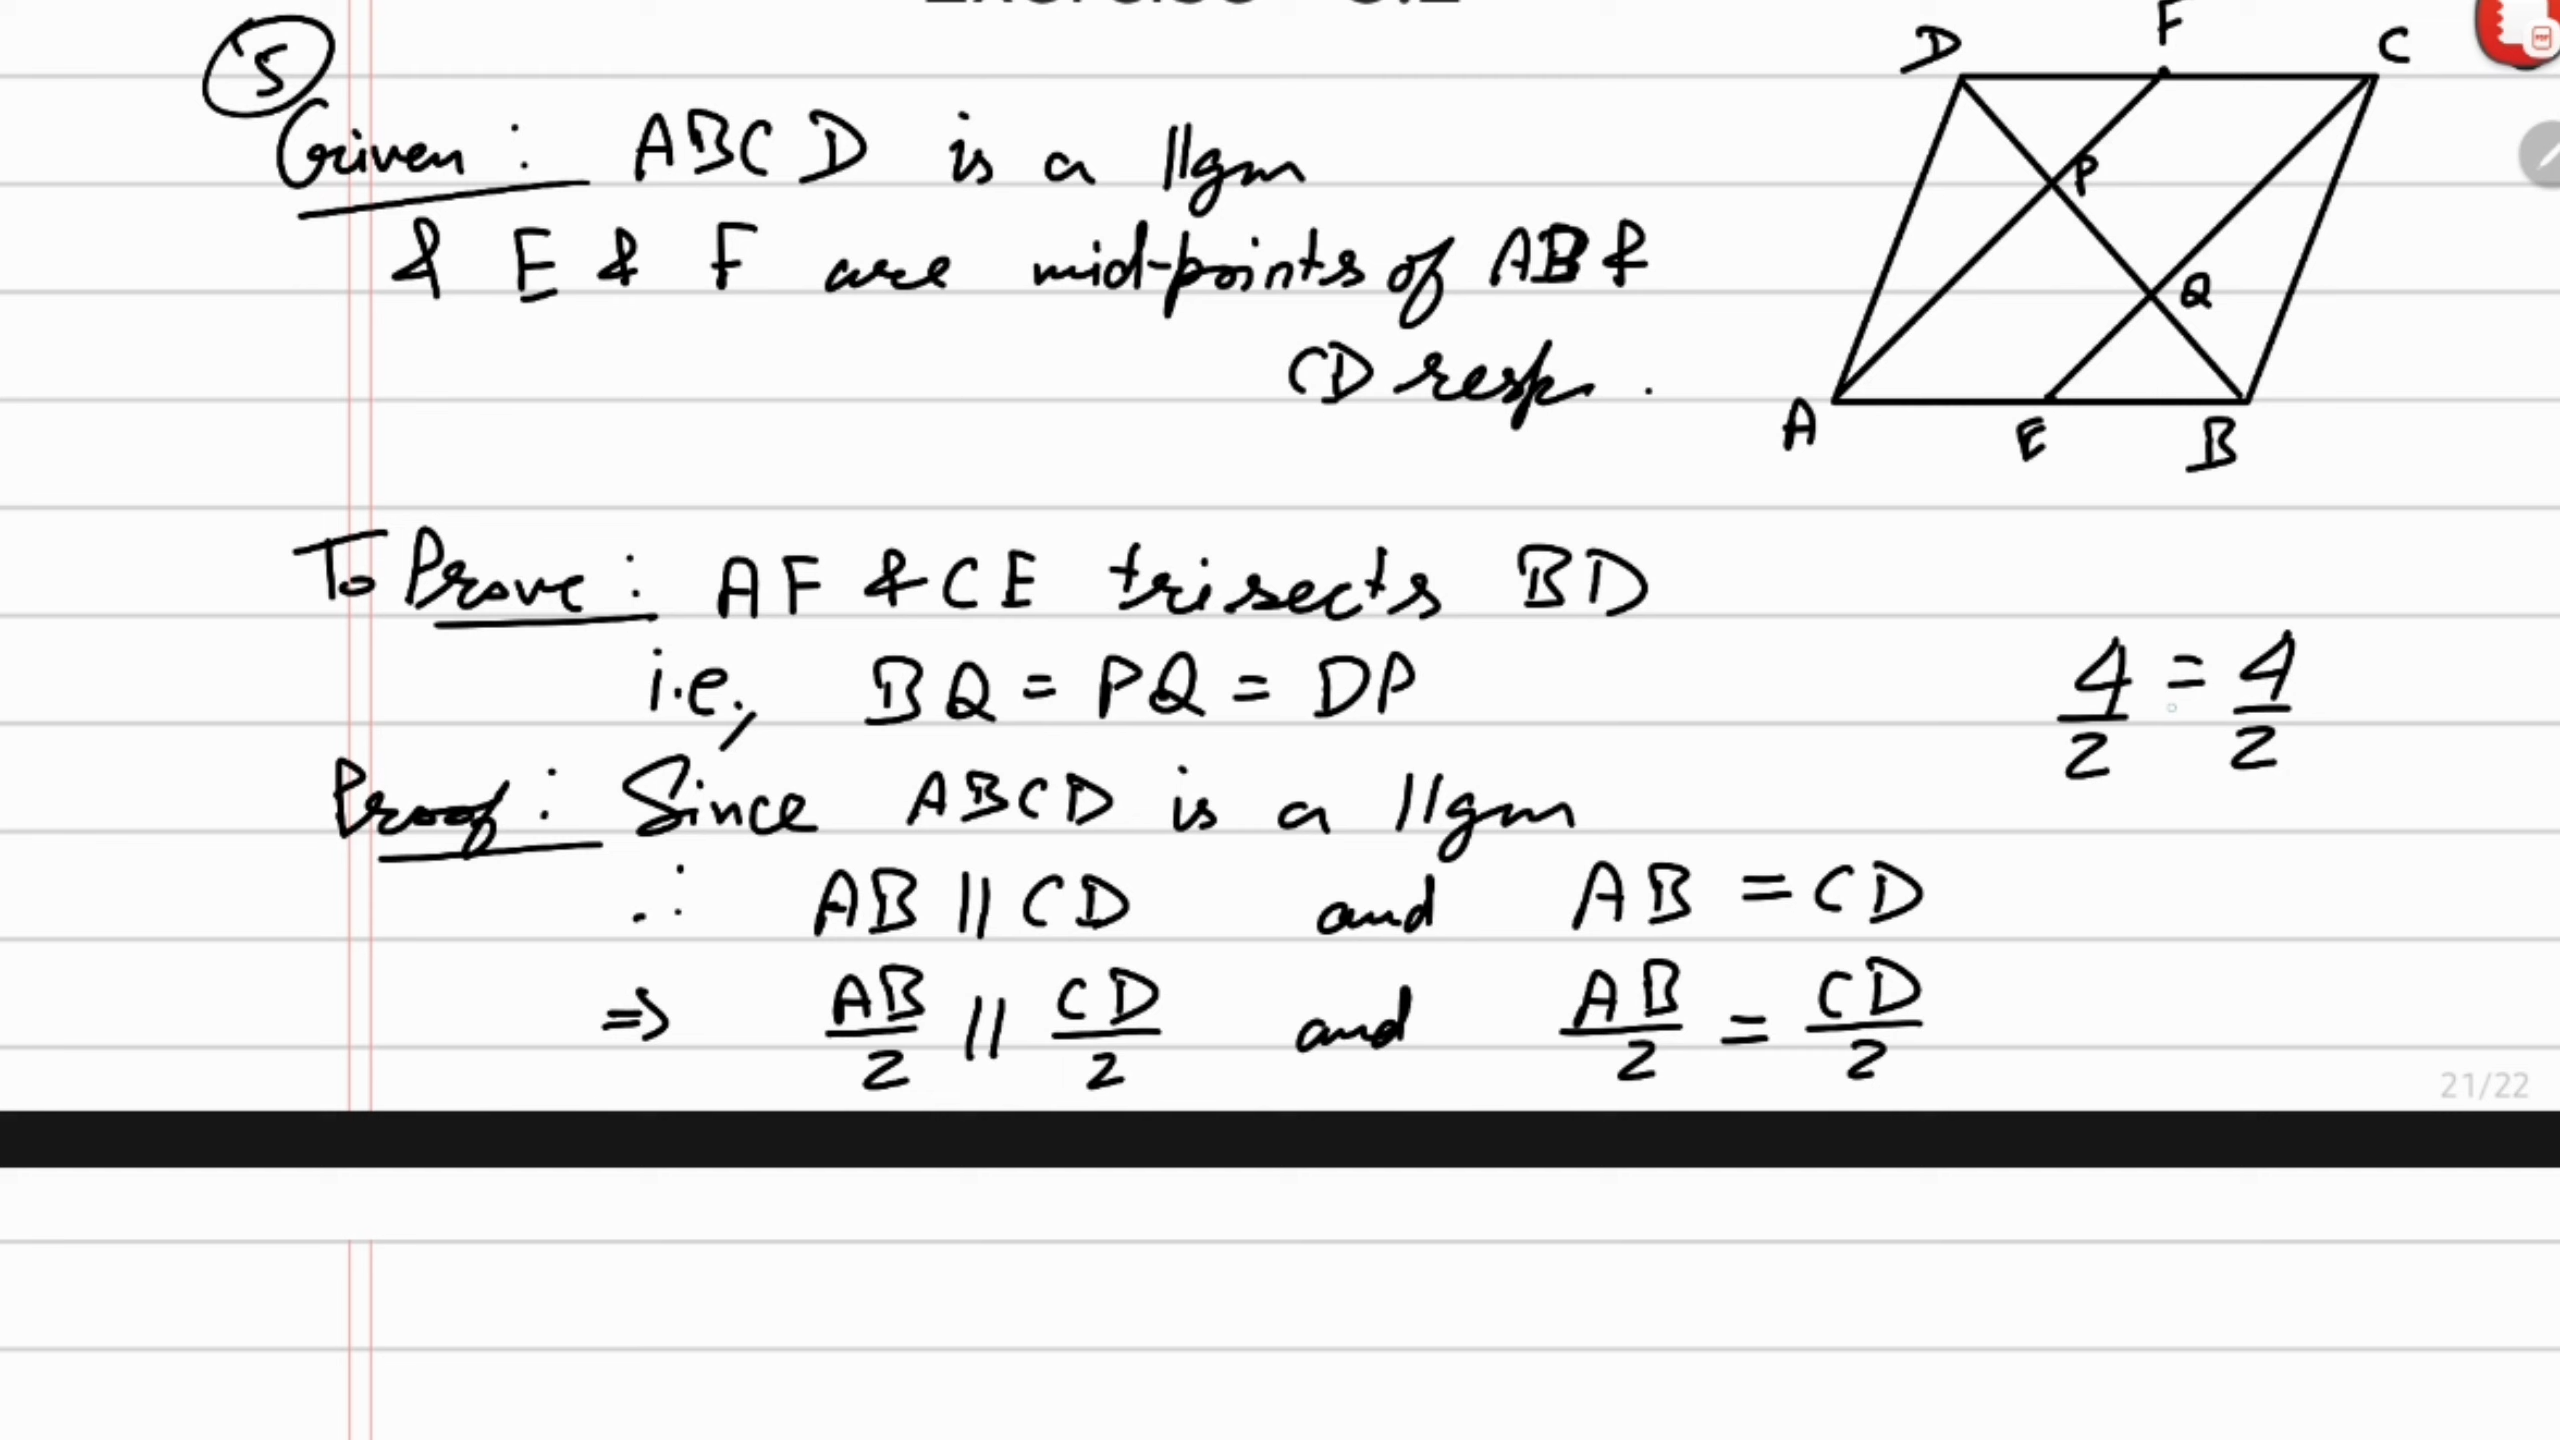 5
D F C
Given : ABCD is a ||gm
P
& E & F are mid-points of AB &
Q
CD resp.
A E B
To Prove : AF & CE trisects BD
i.e., BQ = PQ = DP
4/2 = 4/2
Proof : Since ABCD is a ||gm
∴ AB || CD and AB = CD
⇒ AB/2 || CD/2 and AB/2 = CD/2
21/22